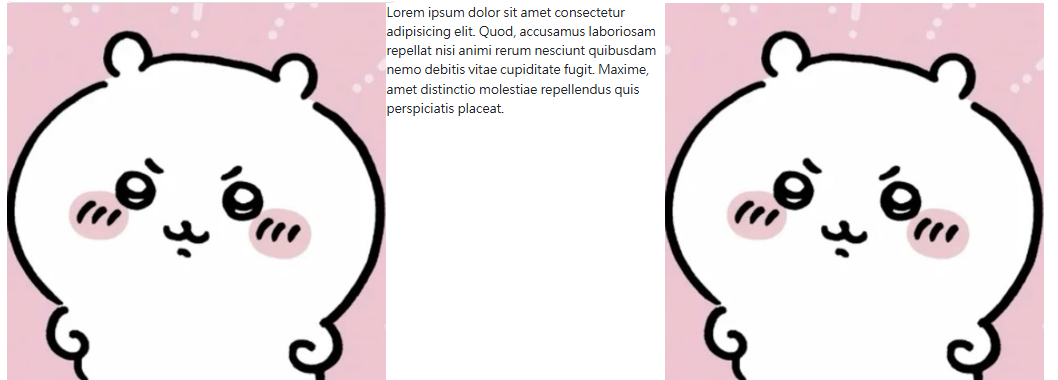 Lorem ipsum dolor sit amet consectetur
adipisicing elit. Quod, accusamus laboriosam
repellat nisi animi rerum nesciunt quibusdam
nemo debitis vitae cupiditate fugit. Maxime,
amet distinctio molestiae repellendus quis
perspiciatis placeat.